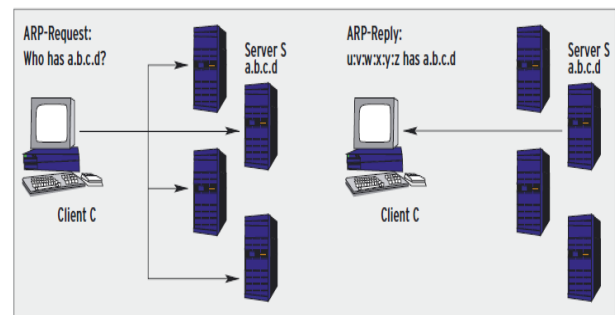 ARP-Request:
Who has a.b.c.d?
Server S
a.b.c.d
Client C
ARP-Reply:
u:v:w:x:y:z has a.b.c.d
Server S
a.b.c.d
Client C